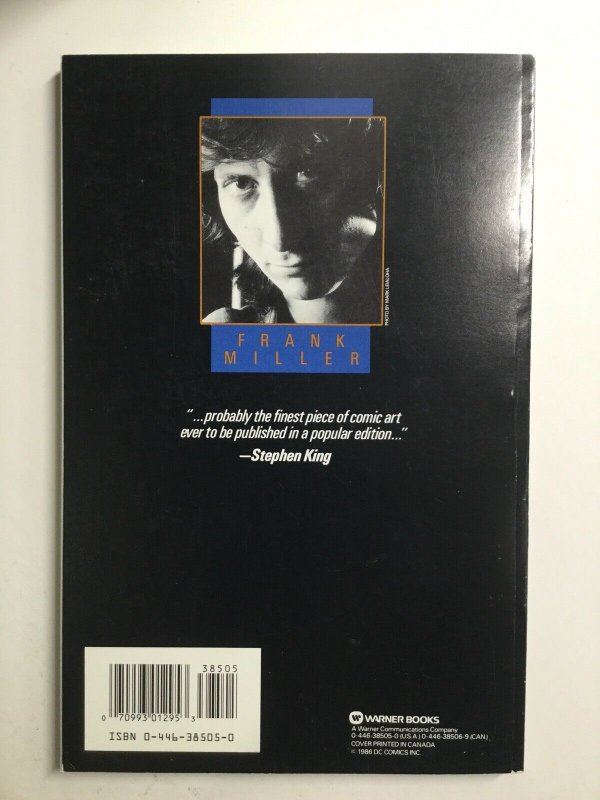 PHOTO BY MARK LEIALOHA
FRANK
MILLER
"...probably the finest piece of comic art
ever to be published in a popular edition..."
—Stephen King
38505
0 70993 01295 3
ISBN 0-446-38505-0
W WARNER BOOKS
A Warner Communications Company
0-446-38505-0 (U.S.A.) 0-446-38506-9 (CAN.)
COVER PRINTED IN CANADA
© 1986 DC COMICS INC.